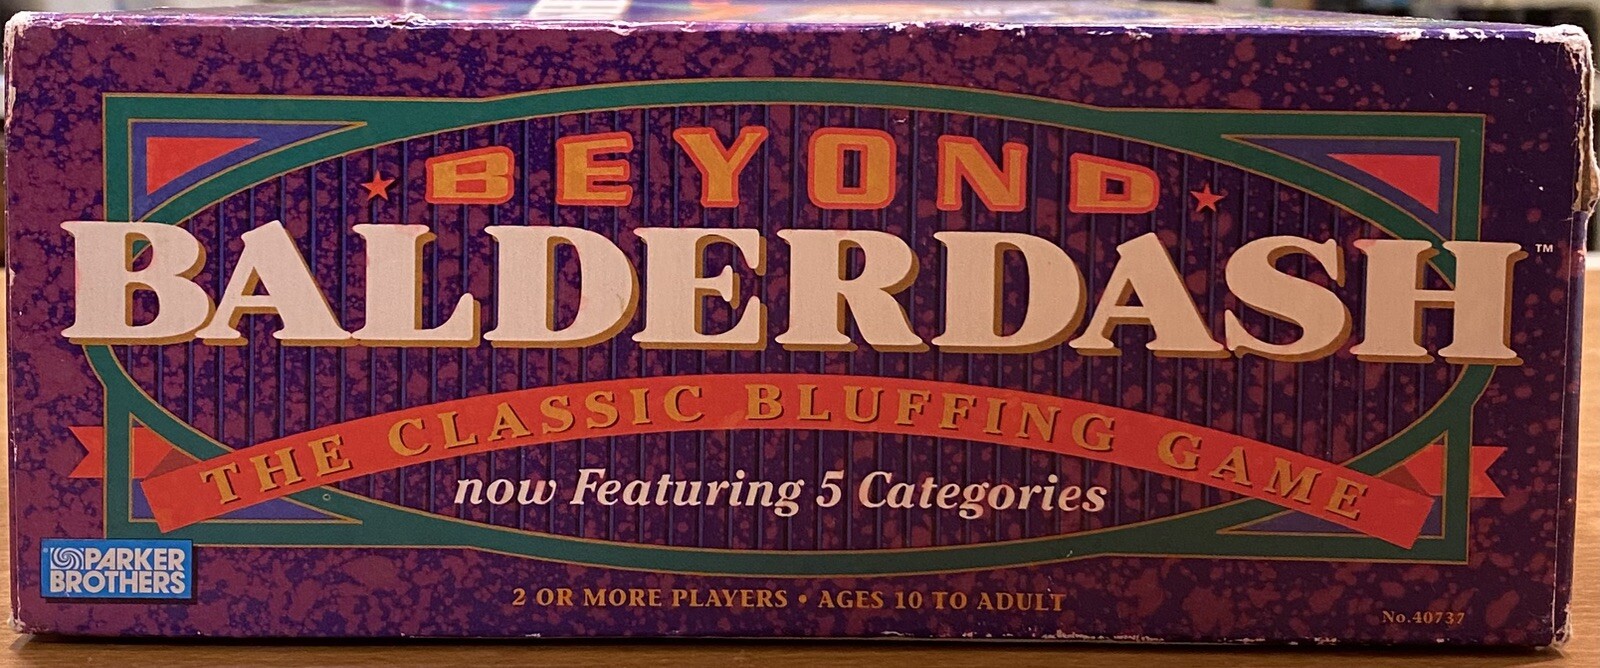 BEYOND
BALDERDASH™
THE CLASSIC BLUFFING GAME
now Featuring 5 Categories
PARKER
BROTHERS
2 OR MORE PLAYERS • AGES 10 TO ADULT
No.40737